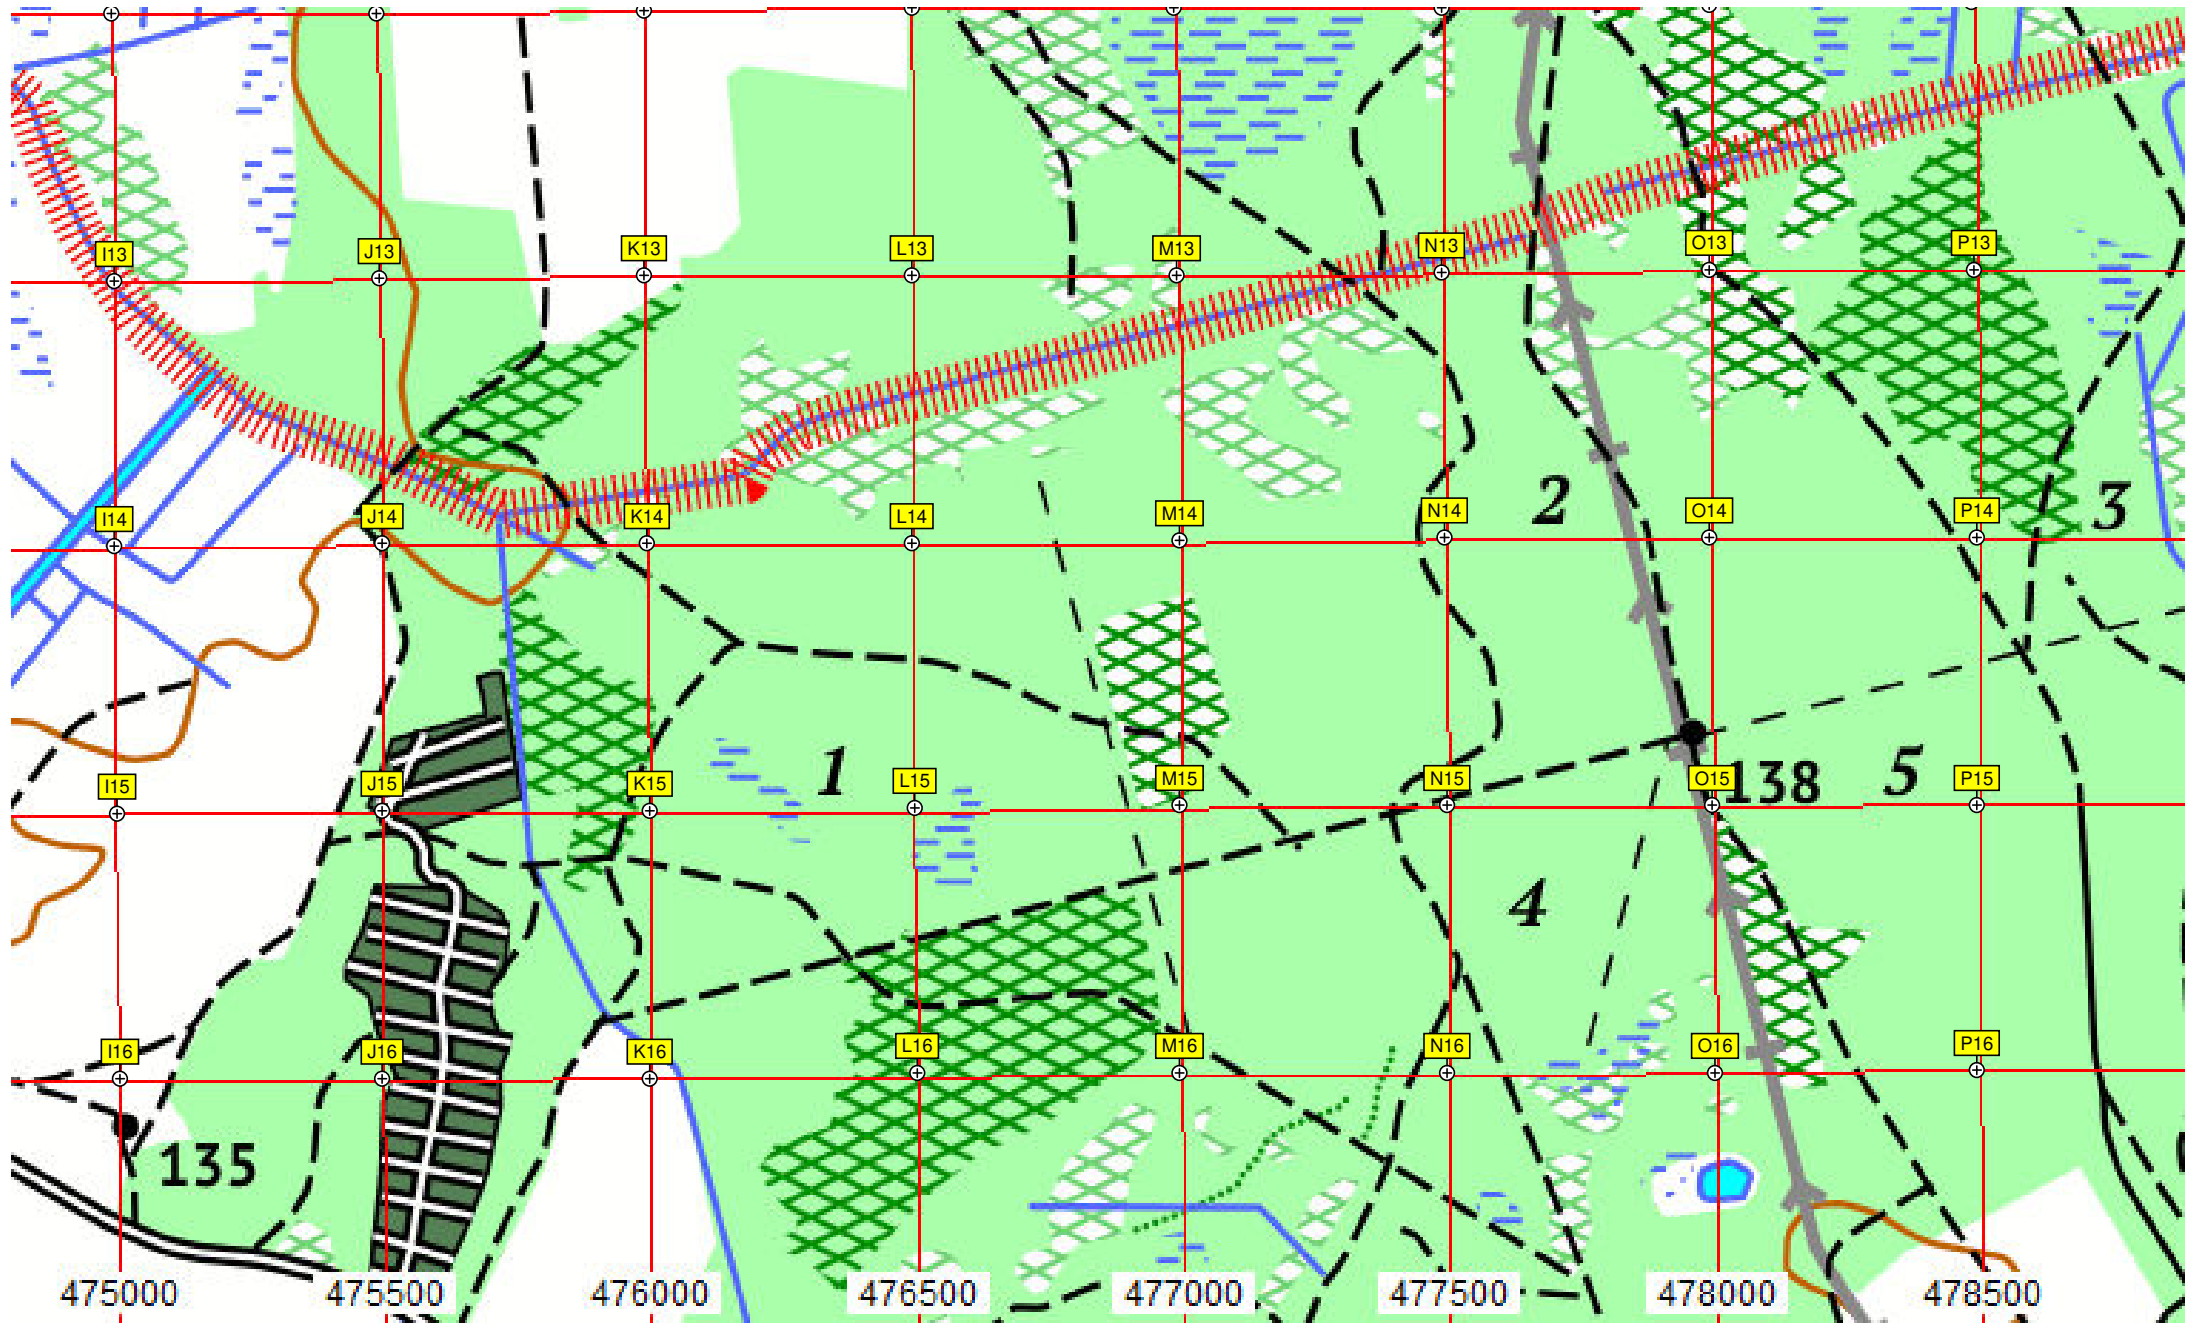 I13 J13 K13 L13 M13 N13 O13 P13
I14 J14 K14 L14 M14 N14 2 O14 P14 3
I15 J15 K15 1 L15 M15 N15 O15 138 5 P15
4
I16 J16 K16 L16 M16 N16 O16 P16
135
475000 475500 476000 476500 477000 477500 478000 478500